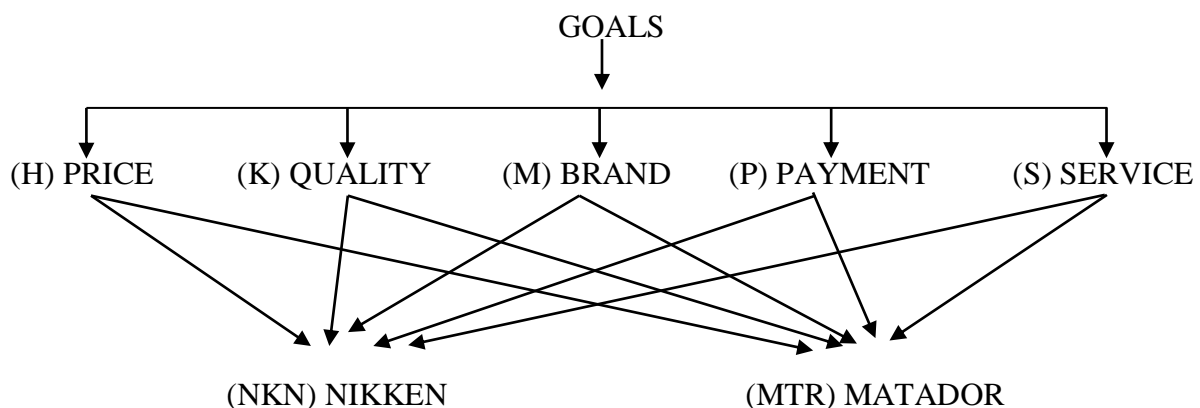 GOALS
(H) PRICE (K) QUALITY (M) BRAND (P) PAYMENT (S) SERVICE
(NKN) NIKKEN (MTR) MATADOR